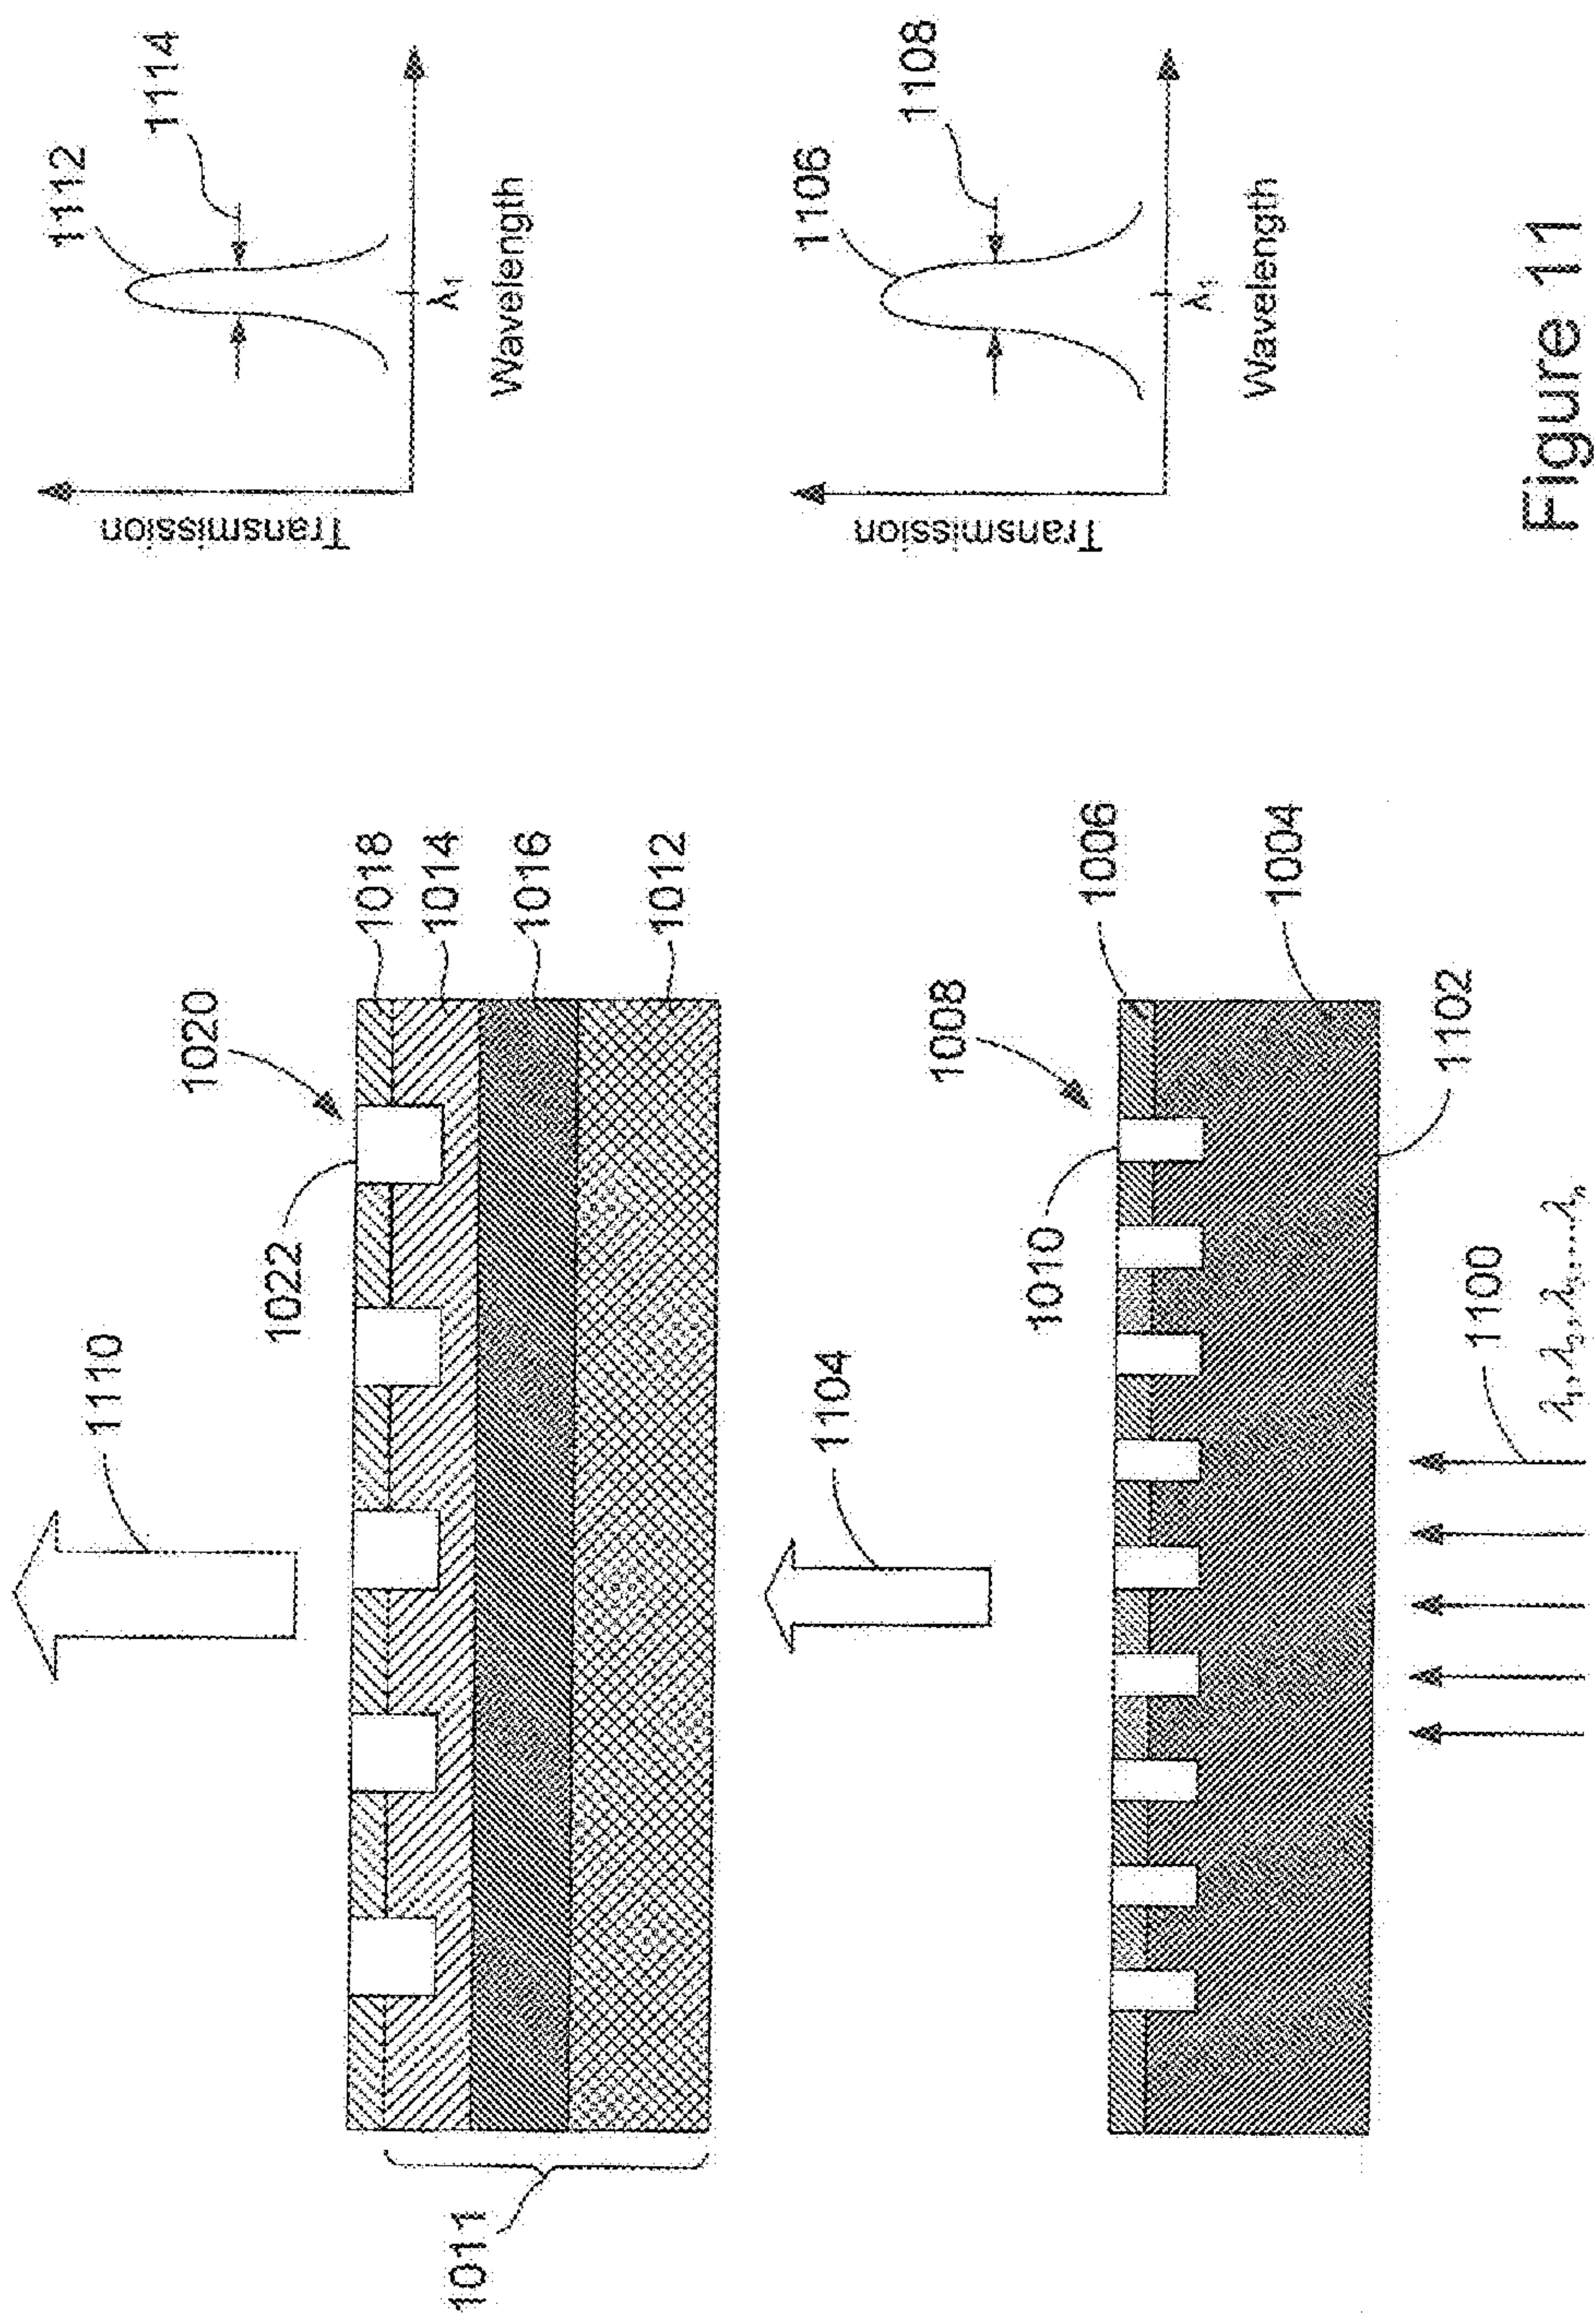 1110
1020
1022
1018
1014
1016
1012
1011
1104
1008
1010
1006
1004
1102
1100
λ₁, λ₂, λ₃,.....λₙ
1112
1114
Transmission
λ₁
Wavelength
1106
1108
Transmission
λ₁
Wavelength
Figure 11